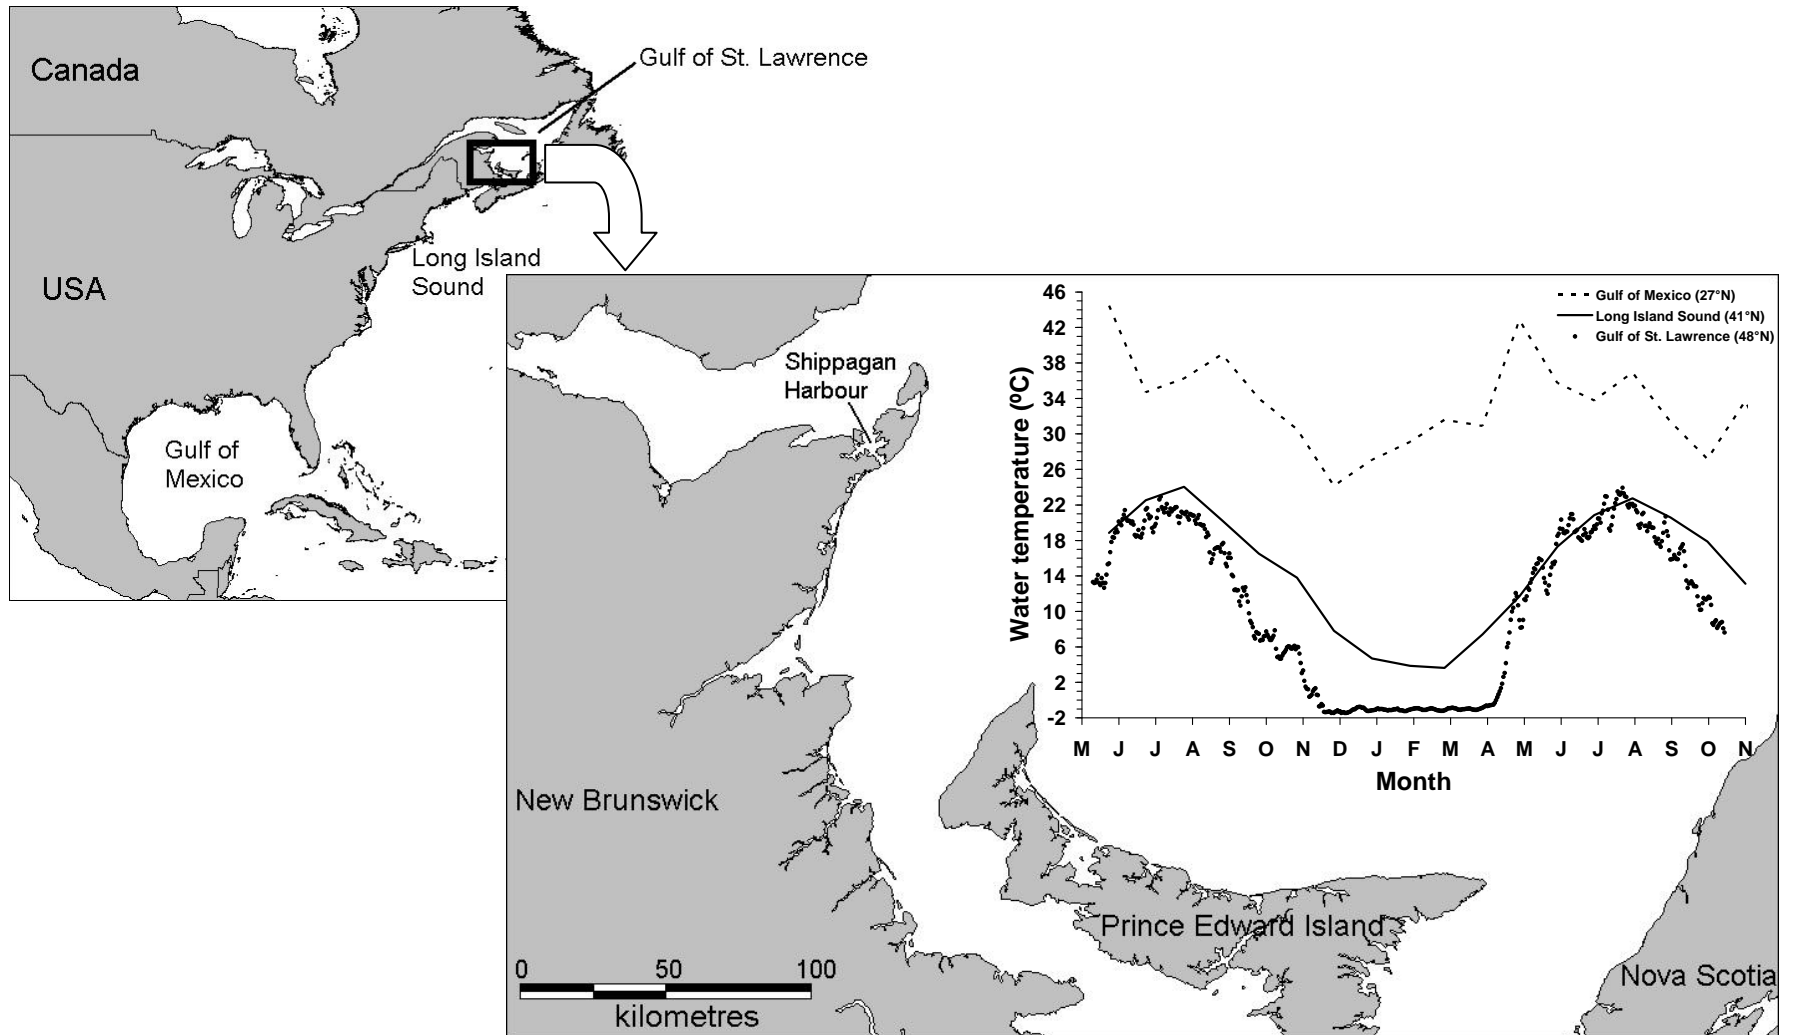 Canada
Gulf of St. Lawrence
USA
Long Island
Sound
Gulf of
Mexico
Shippagan
Harbour
New Brunswick
Prince Edward Island
Nova Scotia
0 50 100
kilometres
Water temperature (ºC)
46
42
38
34
30
26
22
18
14
10
6
2
-2
Gulf of Mexico (27°N)
Long Island Sound (41°N)
Gulf of St. Lawrence (48°N)
M J J A S O N D J F M A M J J A S O N
Month